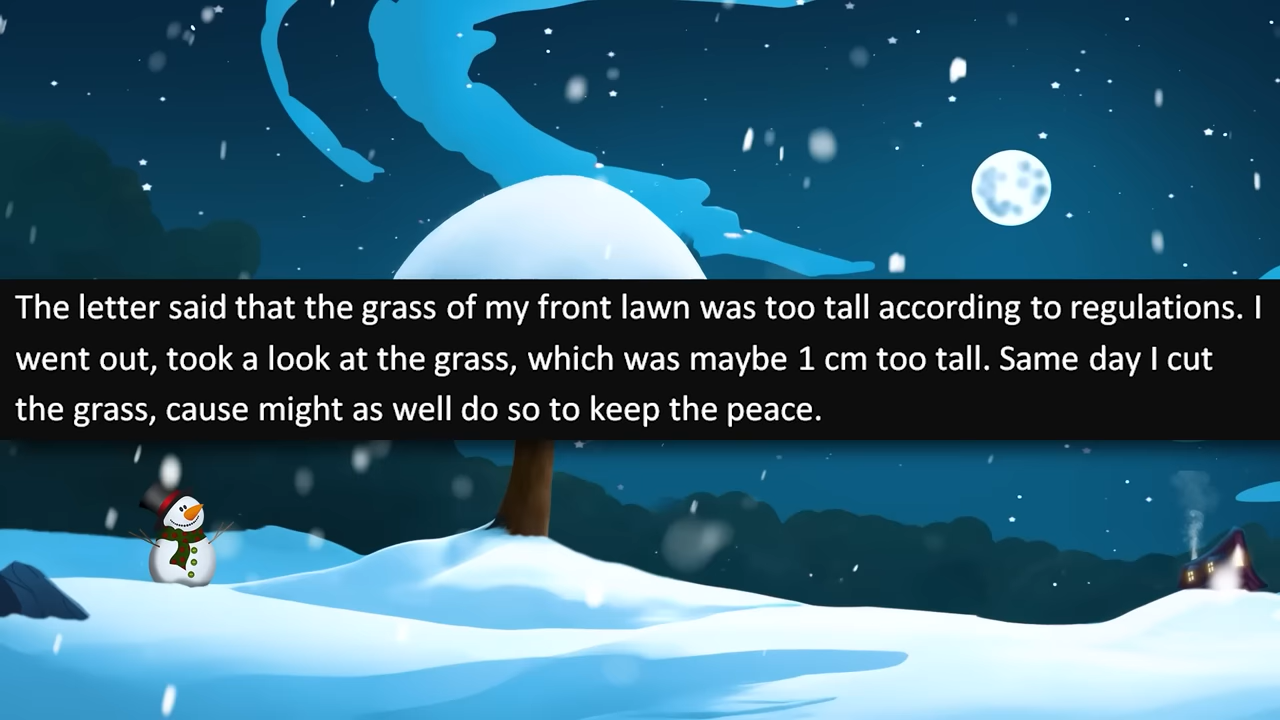 The letter said that the grass of my front lawn was too tall according to regulations. I
went out, took a look at the grass, which was maybe 1 cm too tall. Same day I cut
the grass, cause might as well do so to keep the peace.